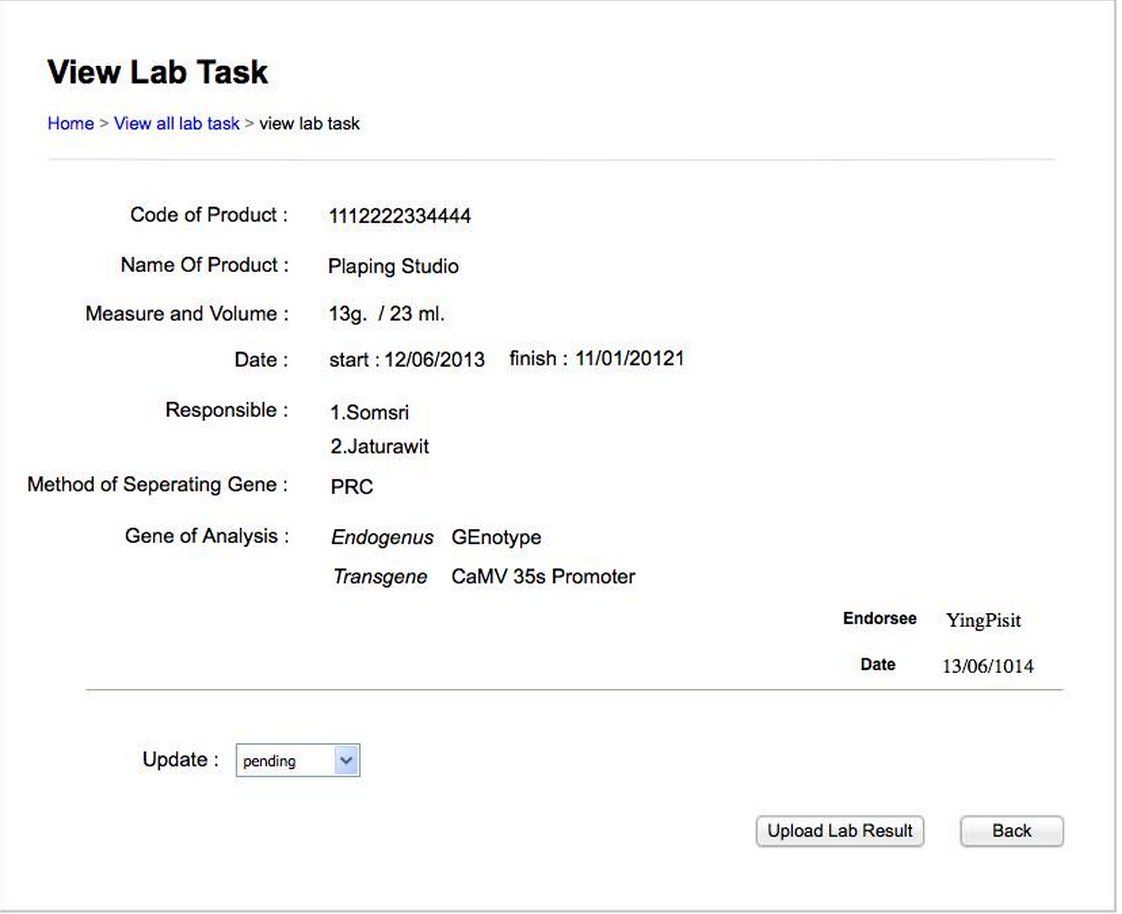 View Lab Task
Home > View all lab task > view lab task
Code of Product : 1112222334444
Name Of Product : Plaping Studio
Measure and Volume : 13g. / 23 ml.
Date : start : 12/06/2013 finish : 11/01/20121
Responsible : 1.Somsri
2.Jaturawit
Method of Seperating Gene : PRC
Gene of Analysis : Endogenus GEnotype
Transgene CaMV 35s Promoter
Endorsee YingPisit
Date 13/06/1014
Update : pending
Upload Lab Result Back